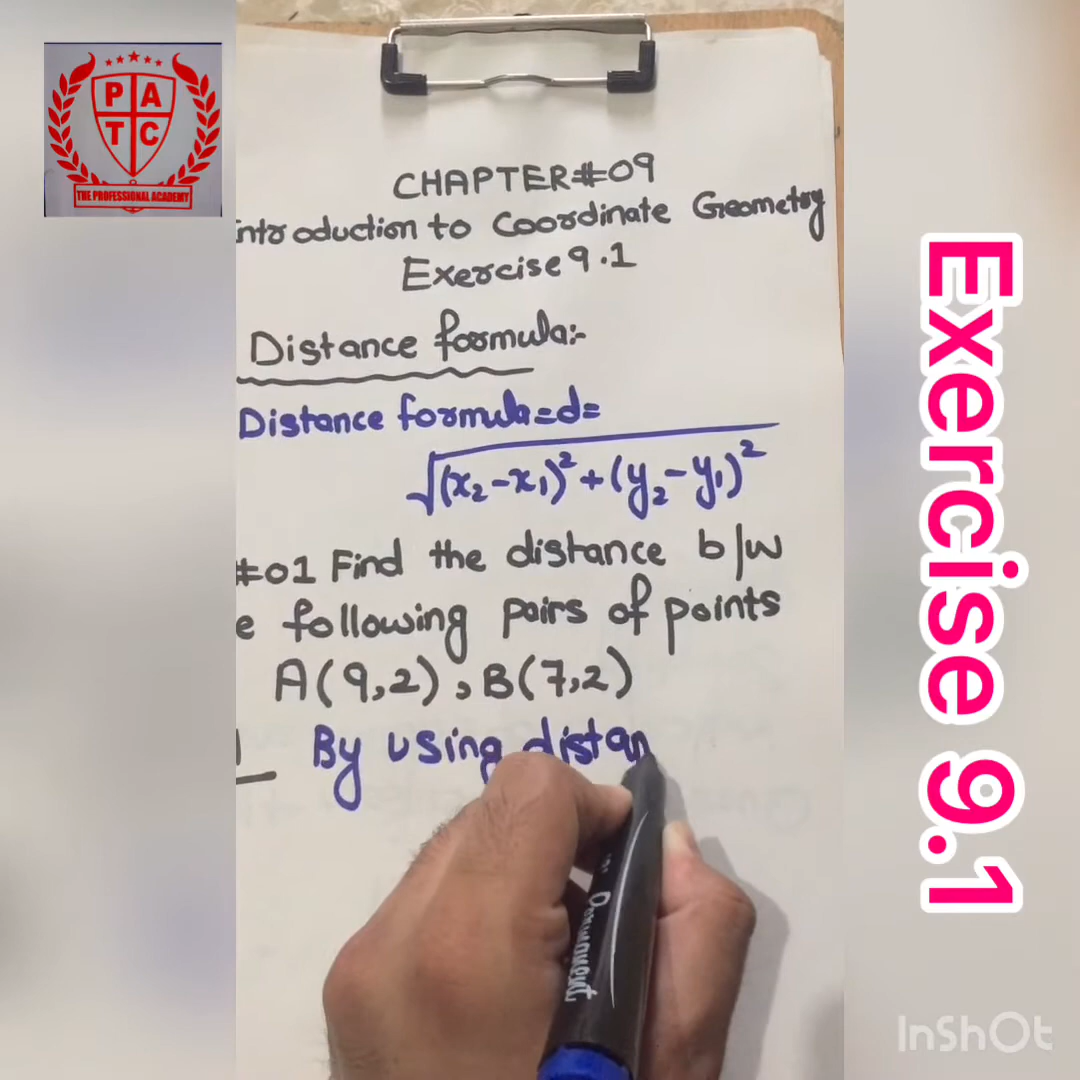 P A
T C
THE PROFESSIONAL ACADEMY
CHAPTER#09
introduction to Coordinate Geometry
Exercise 9.1
Distance formula:-
Distance formula=d=
√(x₂-x₁)²+(y₂-y₁)²
#01 Find the distance b/w
e following pairs of points
A(9,2), B(7,2)
By using distan
Permanent
Exercise 9.1
InShOt